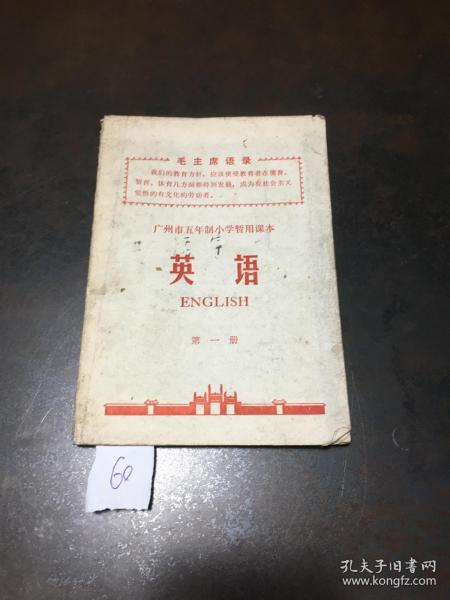 毛主席语录
我们的教育方针，应该使受教育者在德育、
智育、体育几方面都得到发展，成为有社会主义
觉悟的有文化的劳动者。
广州市五年制小学暂用课本
英语
ENGLISH
第一册
60
孔夫子旧书网
www.kongfz.com